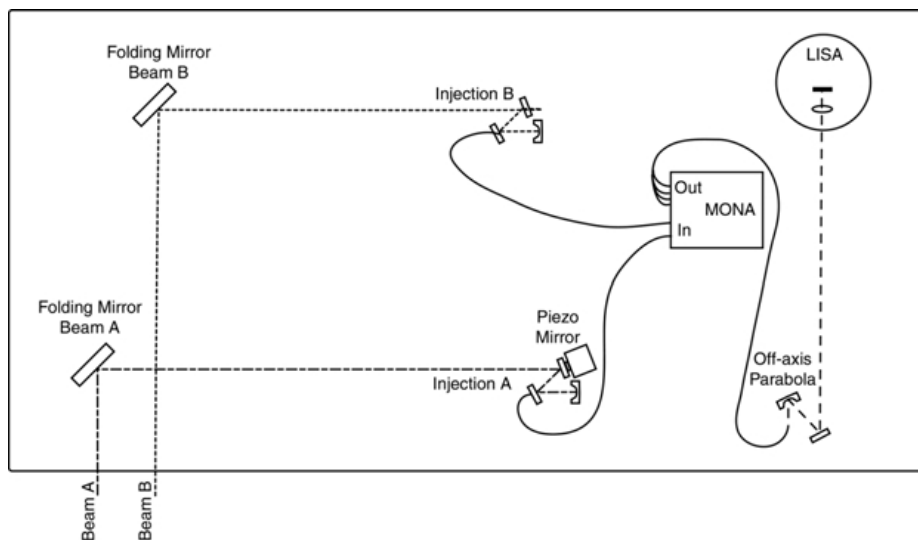 Folding Mirror
Beam B
Injection B
LISA
Out
MONA
In
Folding Mirror
Beam A
Piezo
Mirror
Injection A
Off-axis
Parabola
Beam A
Beam B